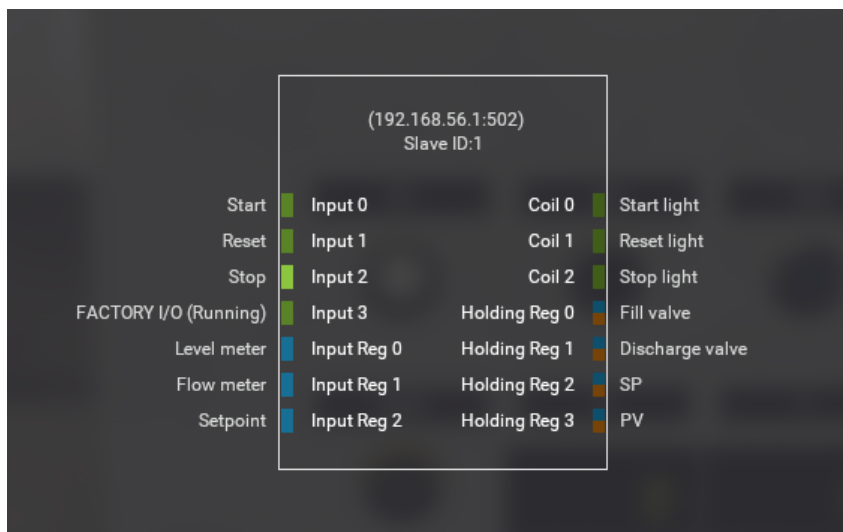 (192.168.56.1:502)
Slave ID:1
Start Input 0 Coil 0 Start light
Reset Input 1 Coil 1 Reset light
Stop Input 2 Coil 2 Stop light
FACTORY I/O (Running) Input 3 Holding Reg 0 Fill valve
Level meter Input Reg 0 Holding Reg 1 Discharge valve
Flow meter Input Reg 1 Holding Reg 2 SP
Setpoint Input Reg 2 Holding Reg 3 PV